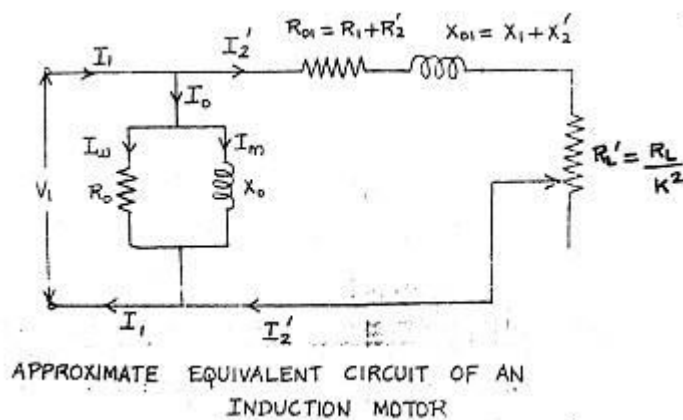 R01 = R1 + R2'
X01 = X1 + X2'
I1
I2'
I0
Iω
Im
V1
R0
X0
RL' = RL / K²
I1
I2'
APPROXIMATE EQUIVALENT CIRCUIT OF AN
INDUCTION MOTOR